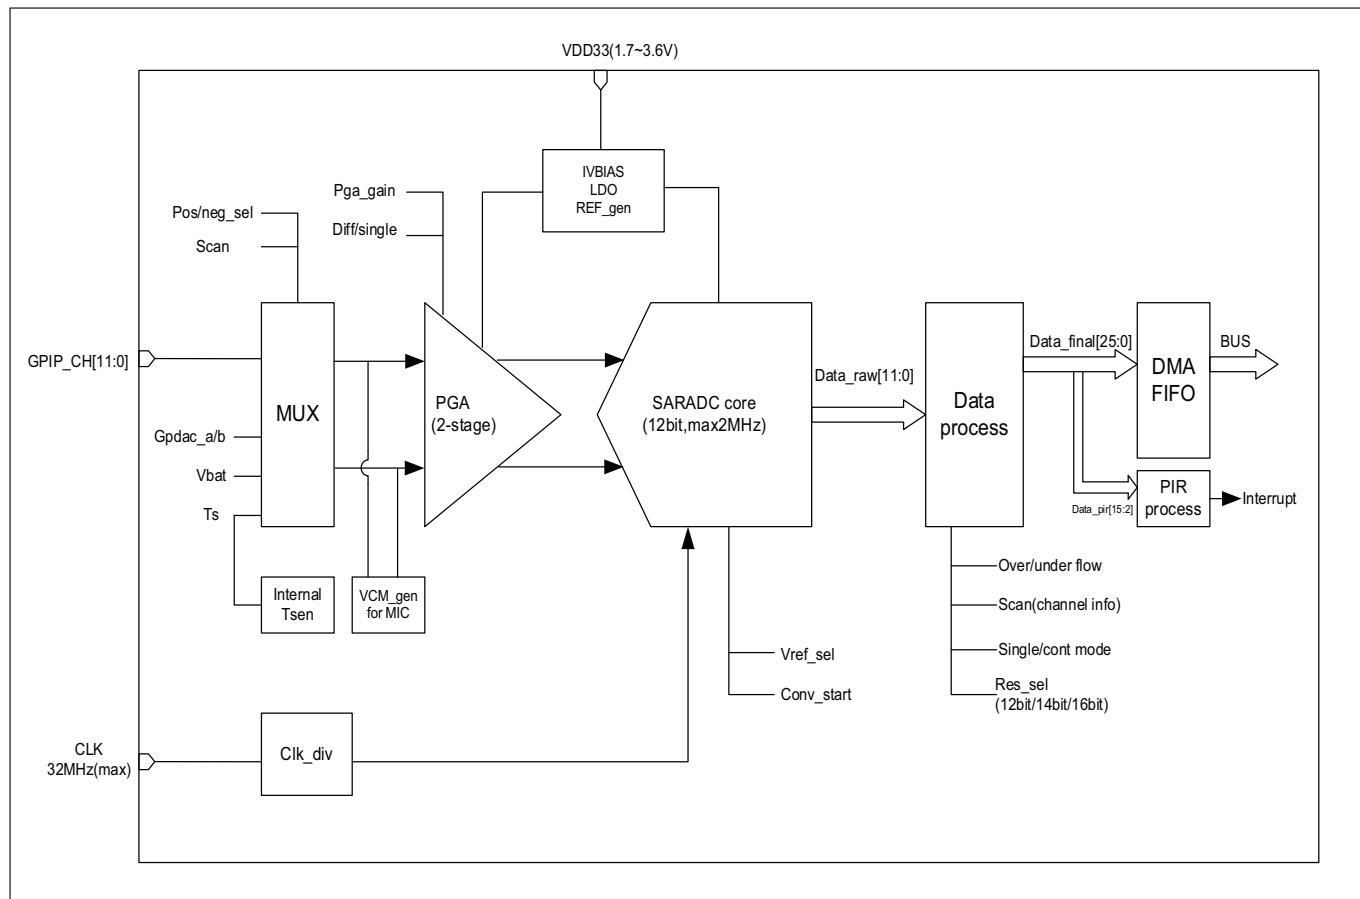 VDD33(1.7~3.6V)
IVBIAS
LDO
REF_gen
Pga_gain
Diff/single
Pos/neg_sel
Scan
GPIP_CH[11:0]
MUX
Gpdac_a/b
Vbat
Ts
Internal
Tsen
VCM_gen
for MIC
PGA
(2-stage)
SARADC core
(12bit,max2MHz)
Data_raw[11:0]
Data
process
Data_final[25:0]
DMA
FIFO
BUS
Data_pir[15:2]
PIR
process
Interrupt
Over/under flow
Scan(channel info)
Single/cont mode
Res_sel
(12bit/14bit/16bit)
Vref_sel
Conv_start
CLK
32MHz(max)
Clk_div